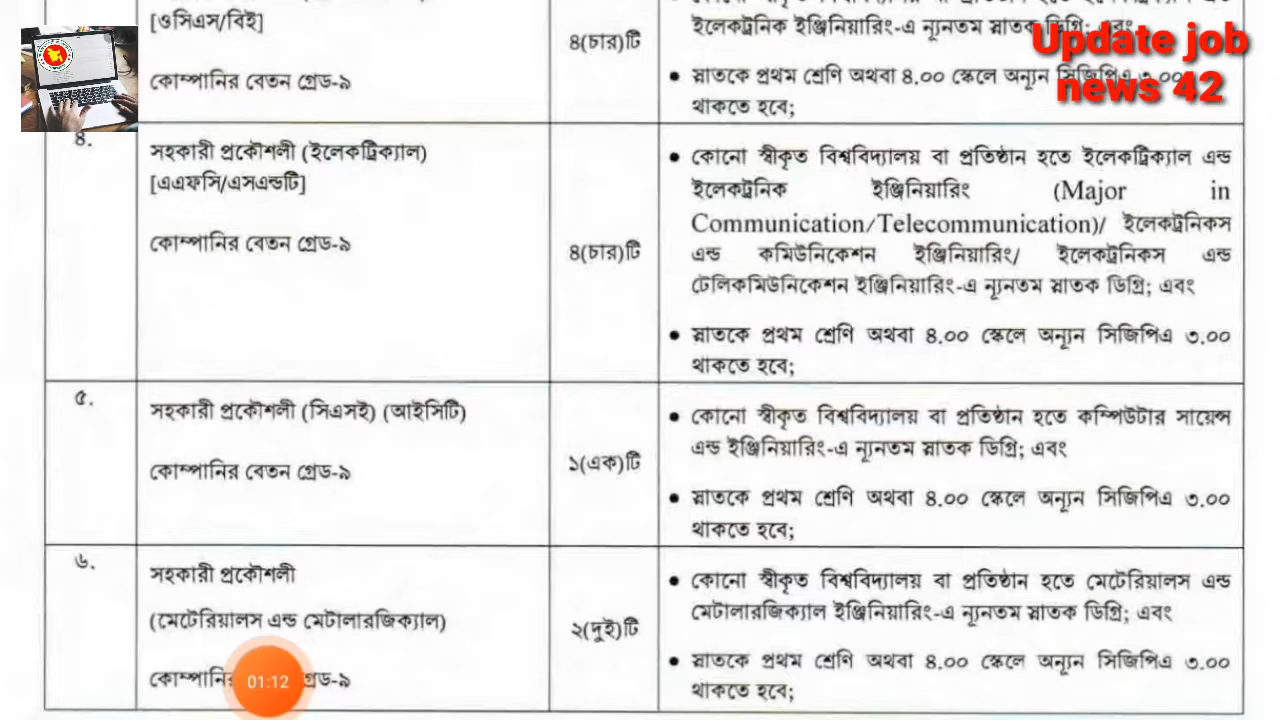 [ওসিএস/বিই]
কোম্পানির বেতন গ্রেড-৯
৪(চার)টি
ইলেকট্রনিক ইঞ্জিনিয়ারিং-এ ন্যূনতম স্নাতক ডিগ্রি; এবং
• স্নাতকে প্রথম শ্রেণি অথবা ৪.০০ স্কেলে অন্যূন সিজিপিএ ৩.০০
থাকতে হবে;
Update job
news 42
৪.
সহকারী প্রকৌশলী (ইলেকট্রিক্যাল)
[এএফসি/এসএন্ডটি]
কোম্পানির বেতন গ্রেড-৯
৪(চার)টি
• কোনো স্বীকৃত বিশ্ববিদ্যালয় বা প্রতিষ্ঠান হতে ইলেকট্রিক্যাল এন্ড
ইলেকট্রনিক ইঞ্জিনিয়ারিং (Major in
Communication/Telecommunication)/ ইলেকট্রনিকস
এন্ড কমিউনিকেশন ইঞ্জিনিয়ারিং/ ইলেকট্রনিকস এন্ড
টেলিকমিউনিকেশন ইঞ্জিনিয়ারিং-এ ন্যূনতম স্নাতক ডিগ্রি; এবং
• স্নাতকে প্রথম শ্রেণি অথবা ৪.০০ স্কেলে অন্যূন সিজিপিএ ৩.০০
থাকতে হবে;
৫.
সহকারী প্রকৌশলী (সিএসই) (আইসিটি)
কোম্পানির বেতন গ্রেড-৯
১(এক)টি
• কোনো স্বীকৃত বিশ্ববিদ্যালয় বা প্রতিষ্ঠান হতে কম্পিউটার সায়েন্স
এন্ড ইঞ্জিনিয়ারিং-এ ন্যূনতম স্নাতক ডিগ্রি; এবং
• স্নাতকে প্রথম শ্রেণি অথবা ৪.০০ স্কেলে অন্যূন সিজিপিএ ৩.০০
থাকতে হবে;
৬.
সহকারী প্রকৌশলী
(মেটেরিয়ালস এন্ড মেটালারজিক্যাল)
কোম্পানির গ্রেড-৯
01:12
২(দুই)টি
• কোনো স্বীকৃত বিশ্ববিদ্যালয় বা প্রতিষ্ঠান হতে মেটেরিয়ালস এন্ড
মেটালারজিক্যাল ইঞ্জিনিয়ারিং-এ ন্যূনতম স্নাতক ডিগ্রি; এবং
• স্নাতকে প্রথম শ্রেণি অথবা ৪.০০ স্কেলে অন্যূন সিজিপিএ ৩.০০
থাকতে হবে;